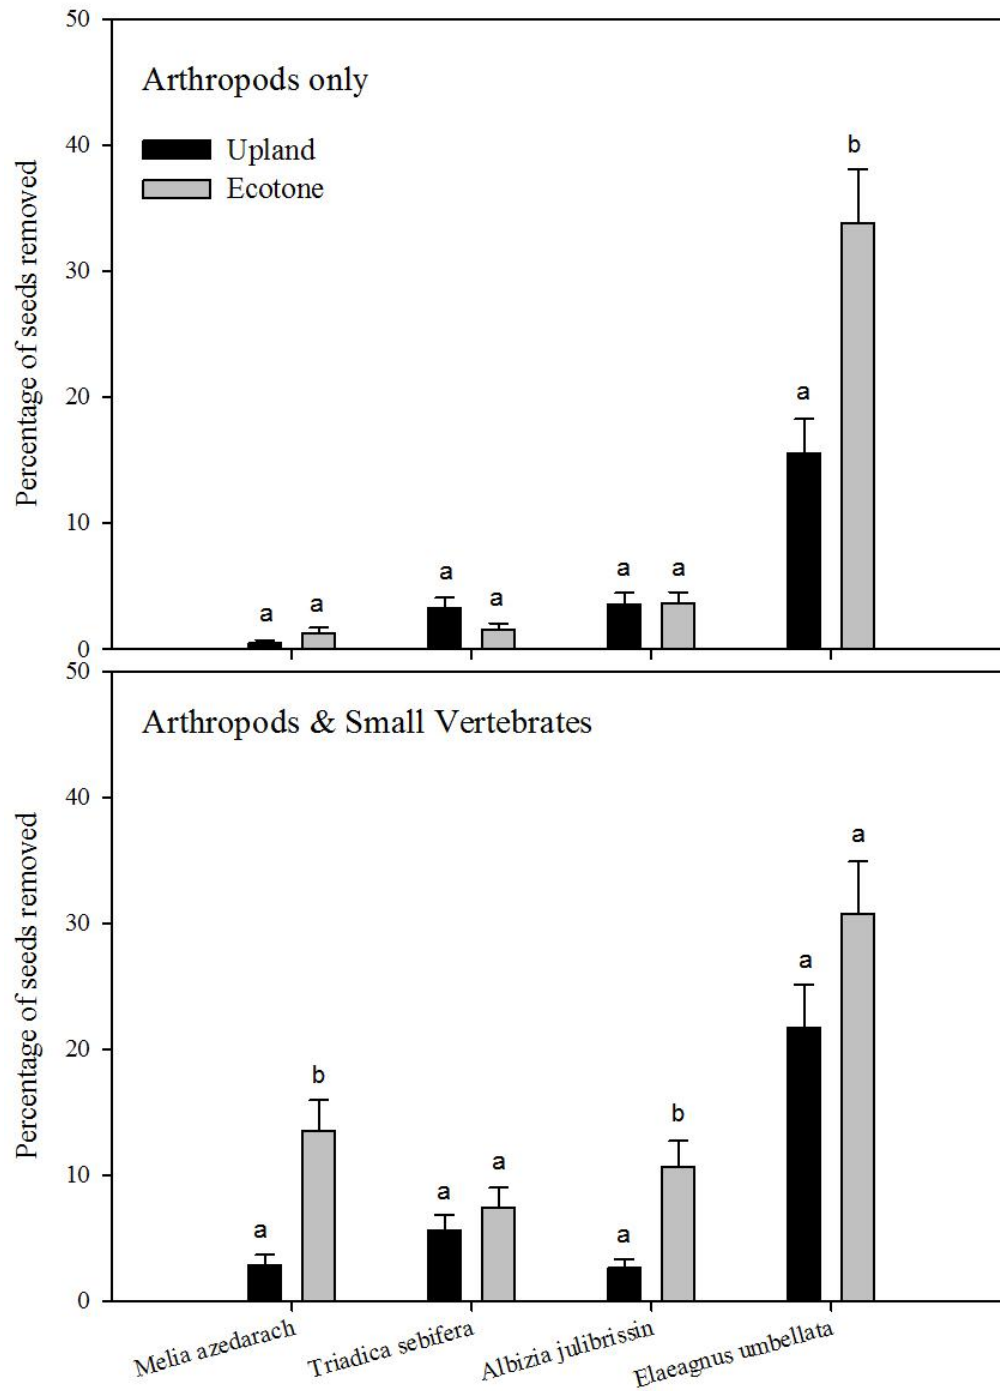 50
Arthropods only
Upland
Ecotone
40
30
20
10
0
Percentage of seeds removed
a
a
a
a
a
a
a
b
50
Arthropods & Small Vertebrates
40
30
20
10
0
Percentage of seeds removed
a
b
a
a
a
b
a
a
Melia azedarach
Triadica sebifera
Albizia julibrissin
Elaeagnus umbellata